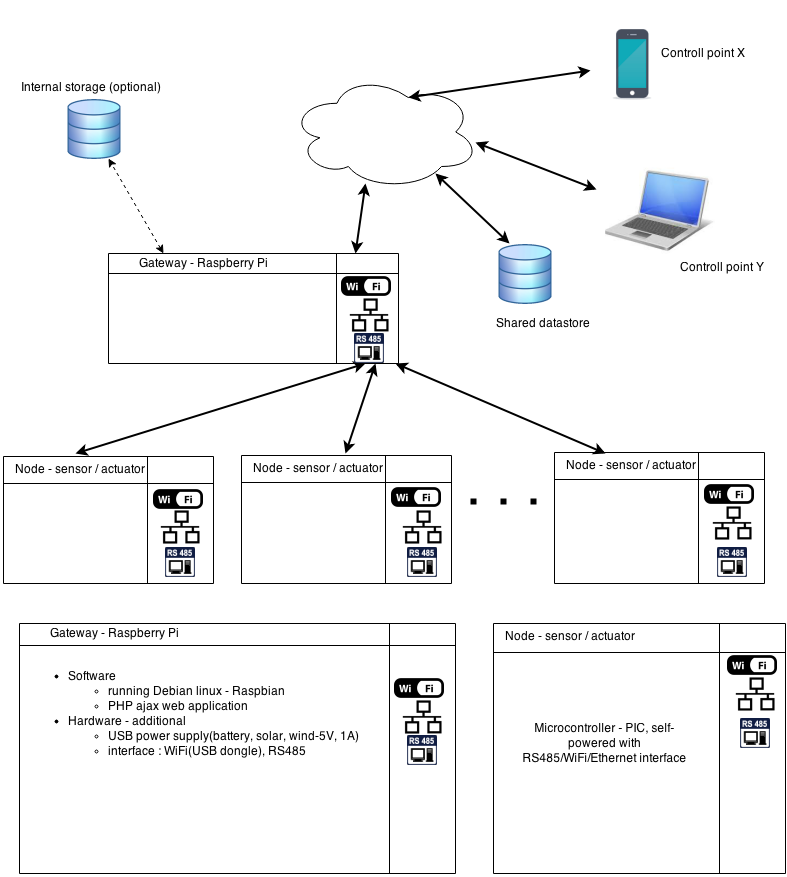 Controll point X
Internal storage (optional)
Controll point Y
Gateway - Raspberry Pi
Wi Fi
RS 485
Shared datastore
Node - sensor / actuator
Wi Fi
RS 485
Node - sensor / actuator
Wi Fi
RS 485
. . .
Node - sensor / actuator
Wi Fi
RS 485
Gateway - Raspberry Pi
• Software
◦ running Debian linux - Raspbian
◦ PHP ajax web application
• Hardware - additional
◦ USB power supply(battery, solar, wind-5V, 1A)
◦ interface : WiFi(USB dongle), RS485
Wi Fi
RS 485
Node - sensor / actuator
Microcontroller - PIC, self-
powered with
RS485/WiFi/Ethernet interface
Wi Fi
RS 485